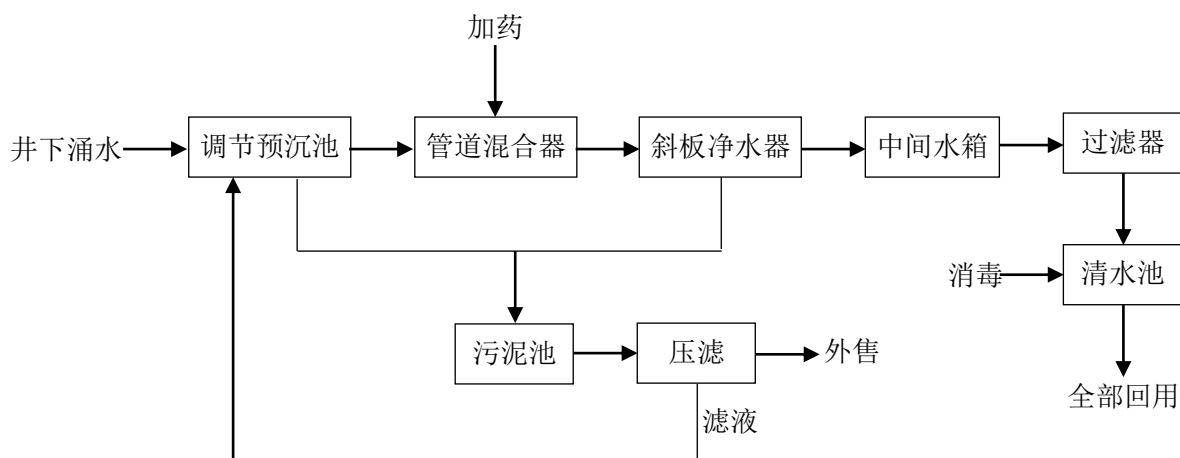 加药
井下涌水
调节预沉池
管道混合器
斜板净水器
中间水箱
过滤器
消毒
清水池
污泥池
压滤
外售
全部回用
滤液